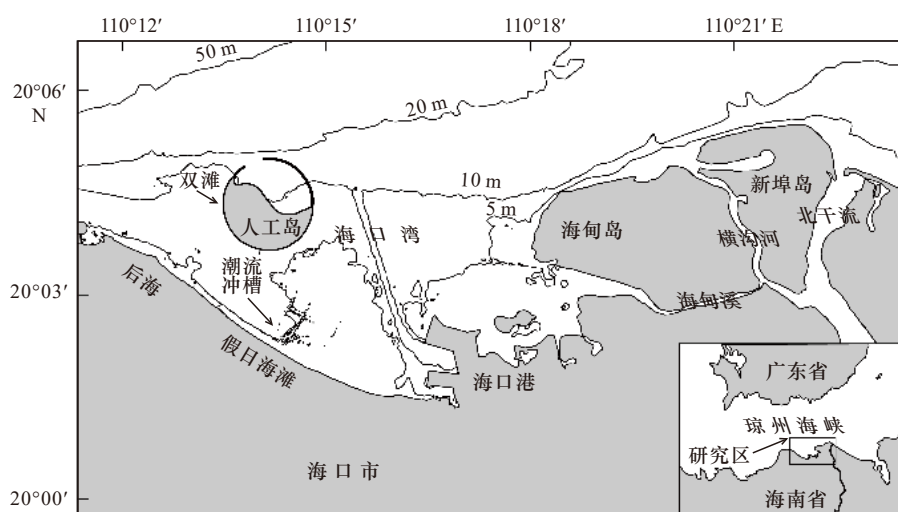 110°12′
110°15′
110°18′
110°21′ E
50 m
20°06′
N
20 m
双滩
10 m
新埠岛
人工岛
5 m
北干流
海口湾
海甸岛
横沟河
潮流
冲槽
后海
20°03′
海甸溪
假日海滩
海口港
广东省
琼州海峡
研究区
海口市
20°00′
海南省